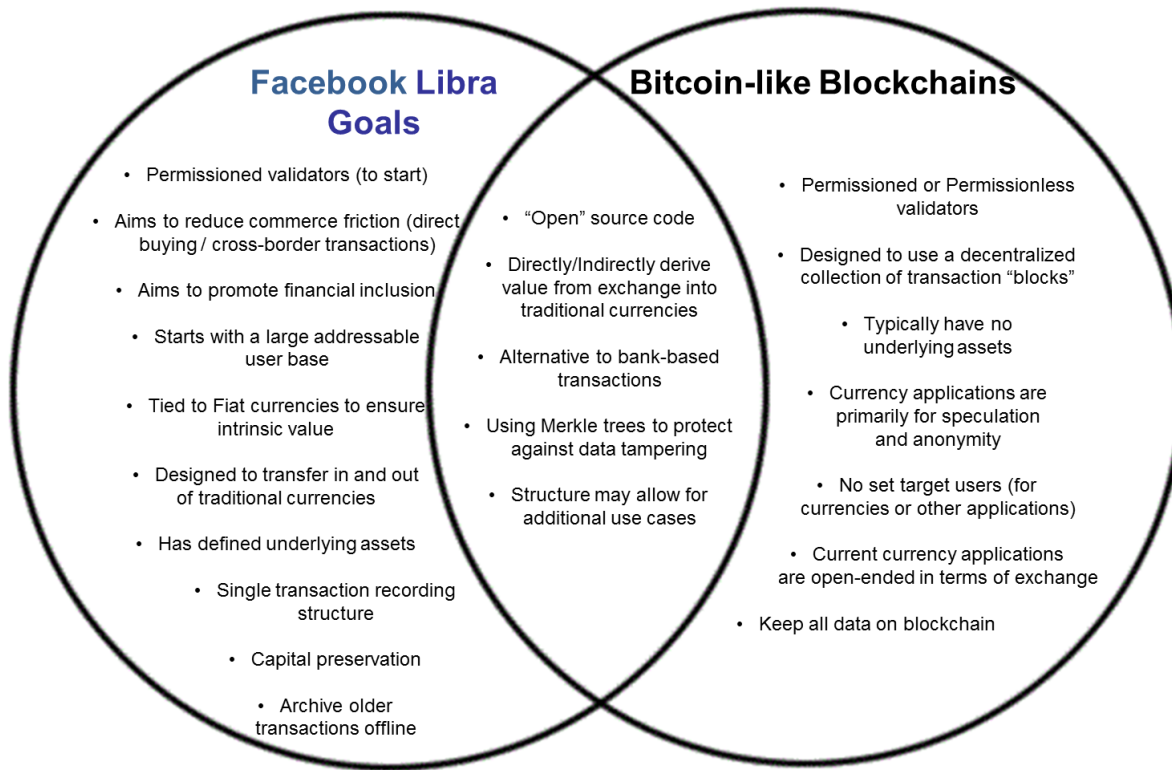 Facebook Libra
Goals
• Permissioned validators (to start)
• Aims to reduce commerce friction (direct
buying / cross-border transactions)
• Aims to promote financial inclusion
• Starts with a large addressable
user base
• Tied to Fiat currencies to ensure
intrinsic value
• Designed to transfer in and out
of traditional currencies
• Has defined underlying assets
• Single transaction recording
structure
• Capital preservation
• Archive older
transactions offline
• “Open” source code
• Directly/Indirectly derive
value from exchange into
traditional currencies
• Alternative to bank-based
transactions
• Using Merkle trees to protect
against data tampering
• Structure may allow for
additional use cases
Bitcoin-like Blockchains
• Permissioned or Permissionless
validators
• Designed to use a decentralized
collection of transaction “blocks”
• Typically have no
underlying assets
• Currency applications are
primarily for speculation
and anonymity
• No set target users (for
currencies or other applications)
• Current currency applications
are open-ended in terms of exchange
• Keep all data on blockchain